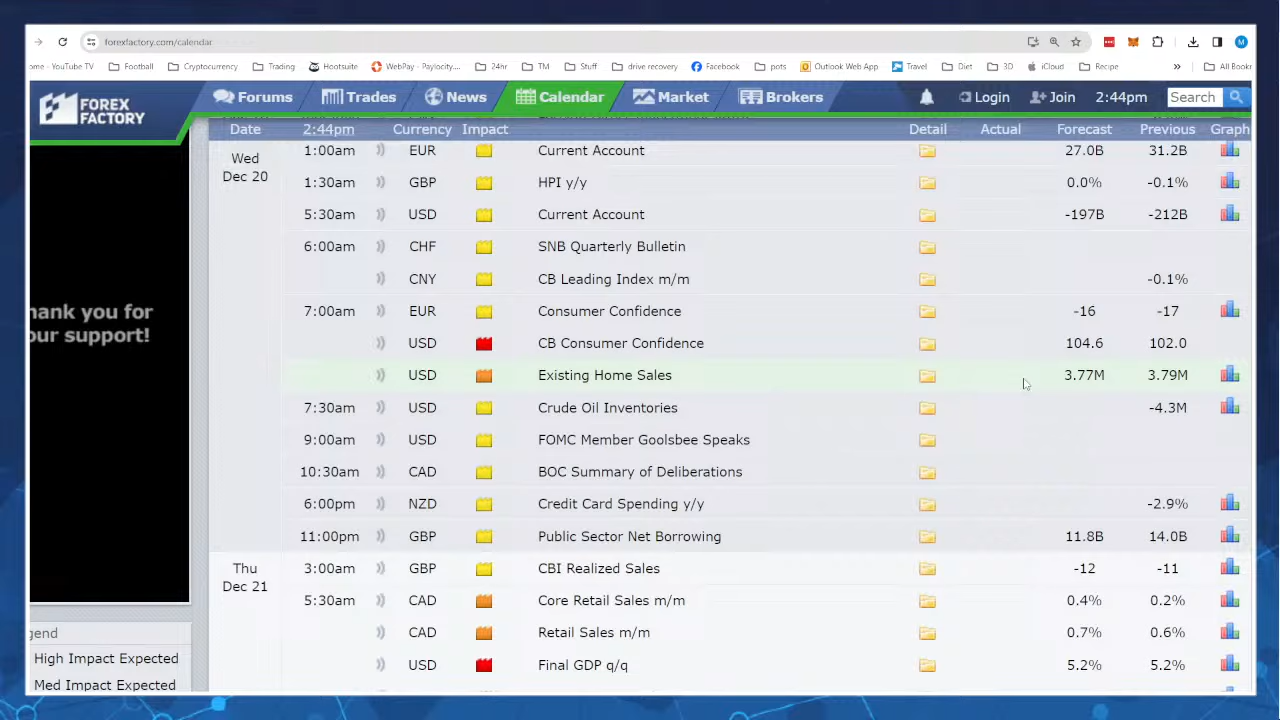 forexfactory.com/calendar
ome - YouTube TV Football Cryptocurrency Trading Hootsuite WebPay - Paylocity.... 24hr TM Stuff drive recovery Facebook pots Outlook Web App Travel Diet 3D iCloud Recipe » All Bookr
FOREX FACTORY Forums Trades News Calendar Market Brokers Login Join 2:44pm Search
Date 2:44pm Currency Impact Detail Actual Forecast Previous Graph
Wed Dec 20 1:00am EUR Current Account 27.0B 31.2B
1:30am GBP HPI y/y 0.0% -0.1%
5:30am USD Current Account -197B -212B
6:00am CHF SNB Quarterly Bulletin
CNY CB Leading Index m/m -0.1%
7:00am EUR Consumer Confidence -16 -17
USD CB Consumer Confidence 104.6 102.0
USD Existing Home Sales 3.77M 3.79M
7:30am USD Crude Oil Inventories -4.3M
9:00am USD FOMC Member Goolsbee Speaks
10:30am CAD BOC Summary of Deliberations
6:00pm NZD Credit Card Spending y/y -2.9%
11:00pm GBP Public Sector Net Borrowing 11.8B 14.0B
Thu Dec 21 3:00am GBP CBI Realized Sales -12 -11
5:30am CAD Core Retail Sales m/m 0.4% 0.2%
CAD Retail Sales m/m 0.7% 0.6%
USD Final GDP q/q 5.2% 5.2%
hank you for
our support!
gend
High Impact Expected
Med Impact Expected